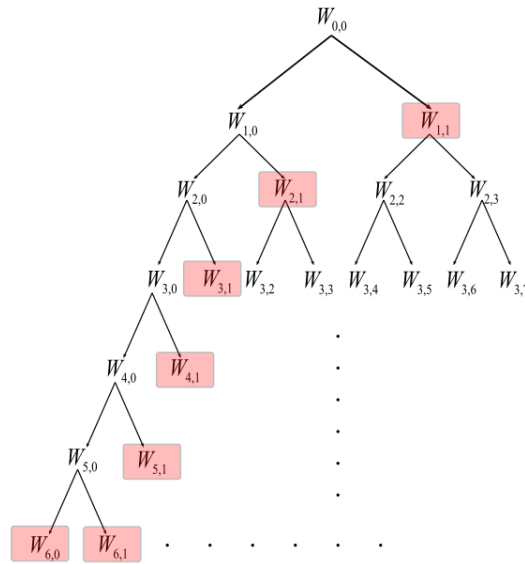 W0,0
W1,0 W1,1
W2,0 W2,1 W2,2 W2,3
W3,0 W3,1 W3,2 W3,3 W3,4 W3,5 W3,6 W3,7
W4,0 W4,1
W5,0 W5,1
W6,0 W6,1 . . . . . .